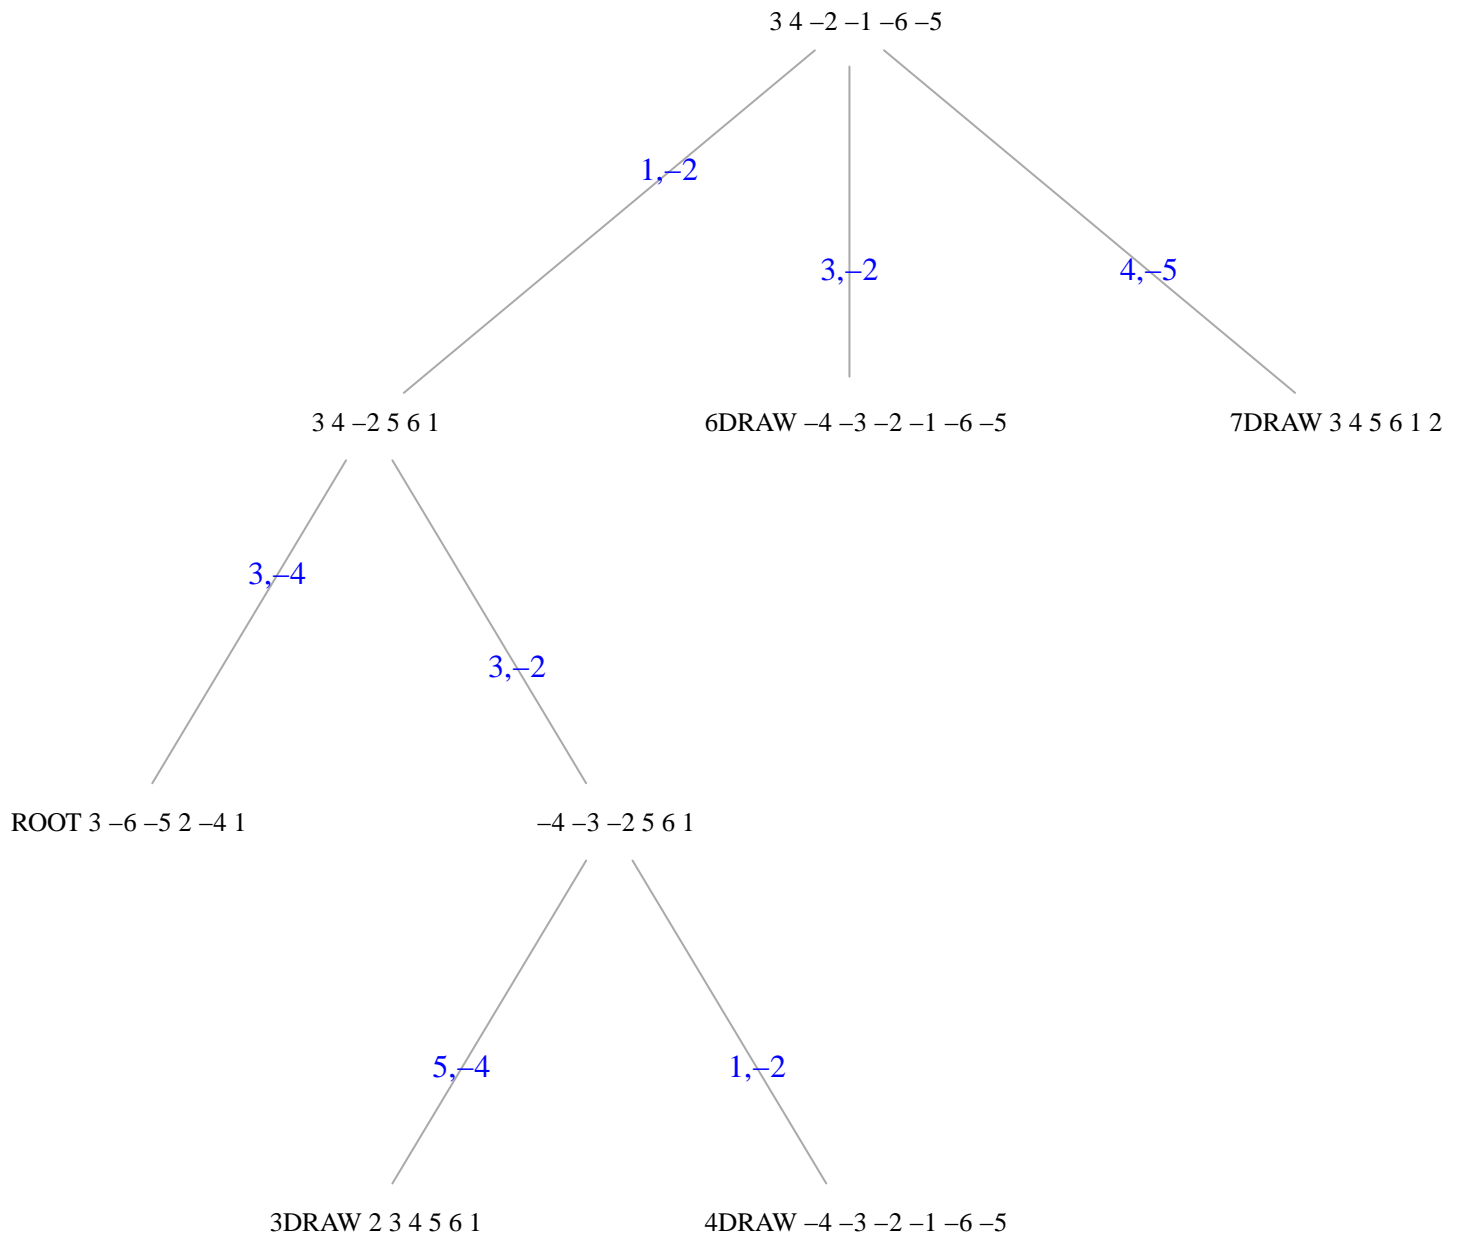 3 4 –2 –1 –6 –5
1,–2
3,–2
4,–5
3 4 –2 5 6 1
6DRAW –4 –3 –2 –1 –6 –5
7DRAW 3 4 5 6 1 2
3,–4
3,–2
ROOT 3 –6 –5 2 –4 1
–4 –3 –2 5 6 1
5,–4
1,–2
3DRAW 2 3 4 5 6 1
4DRAW –4 –3 –2 –1 –6 –5